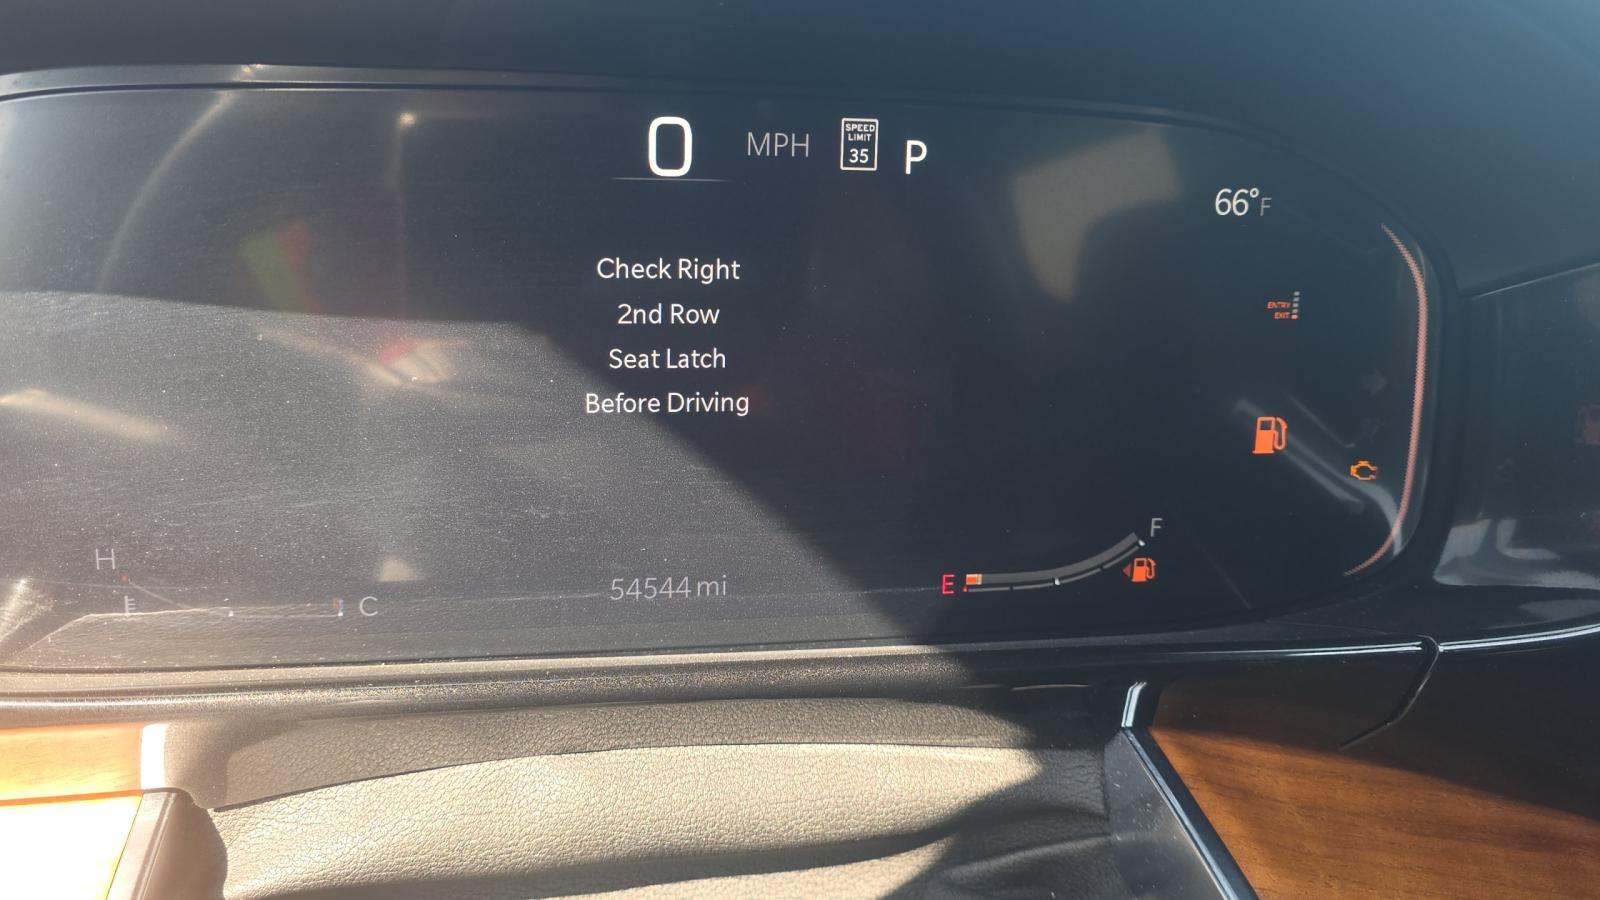 0 MPH SPEED LIMIT 35 P
66°F
Check Right
2nd Row
Seat Latch
Before Driving
ENTRY
EXIT
H
C
54544 mi
E
F